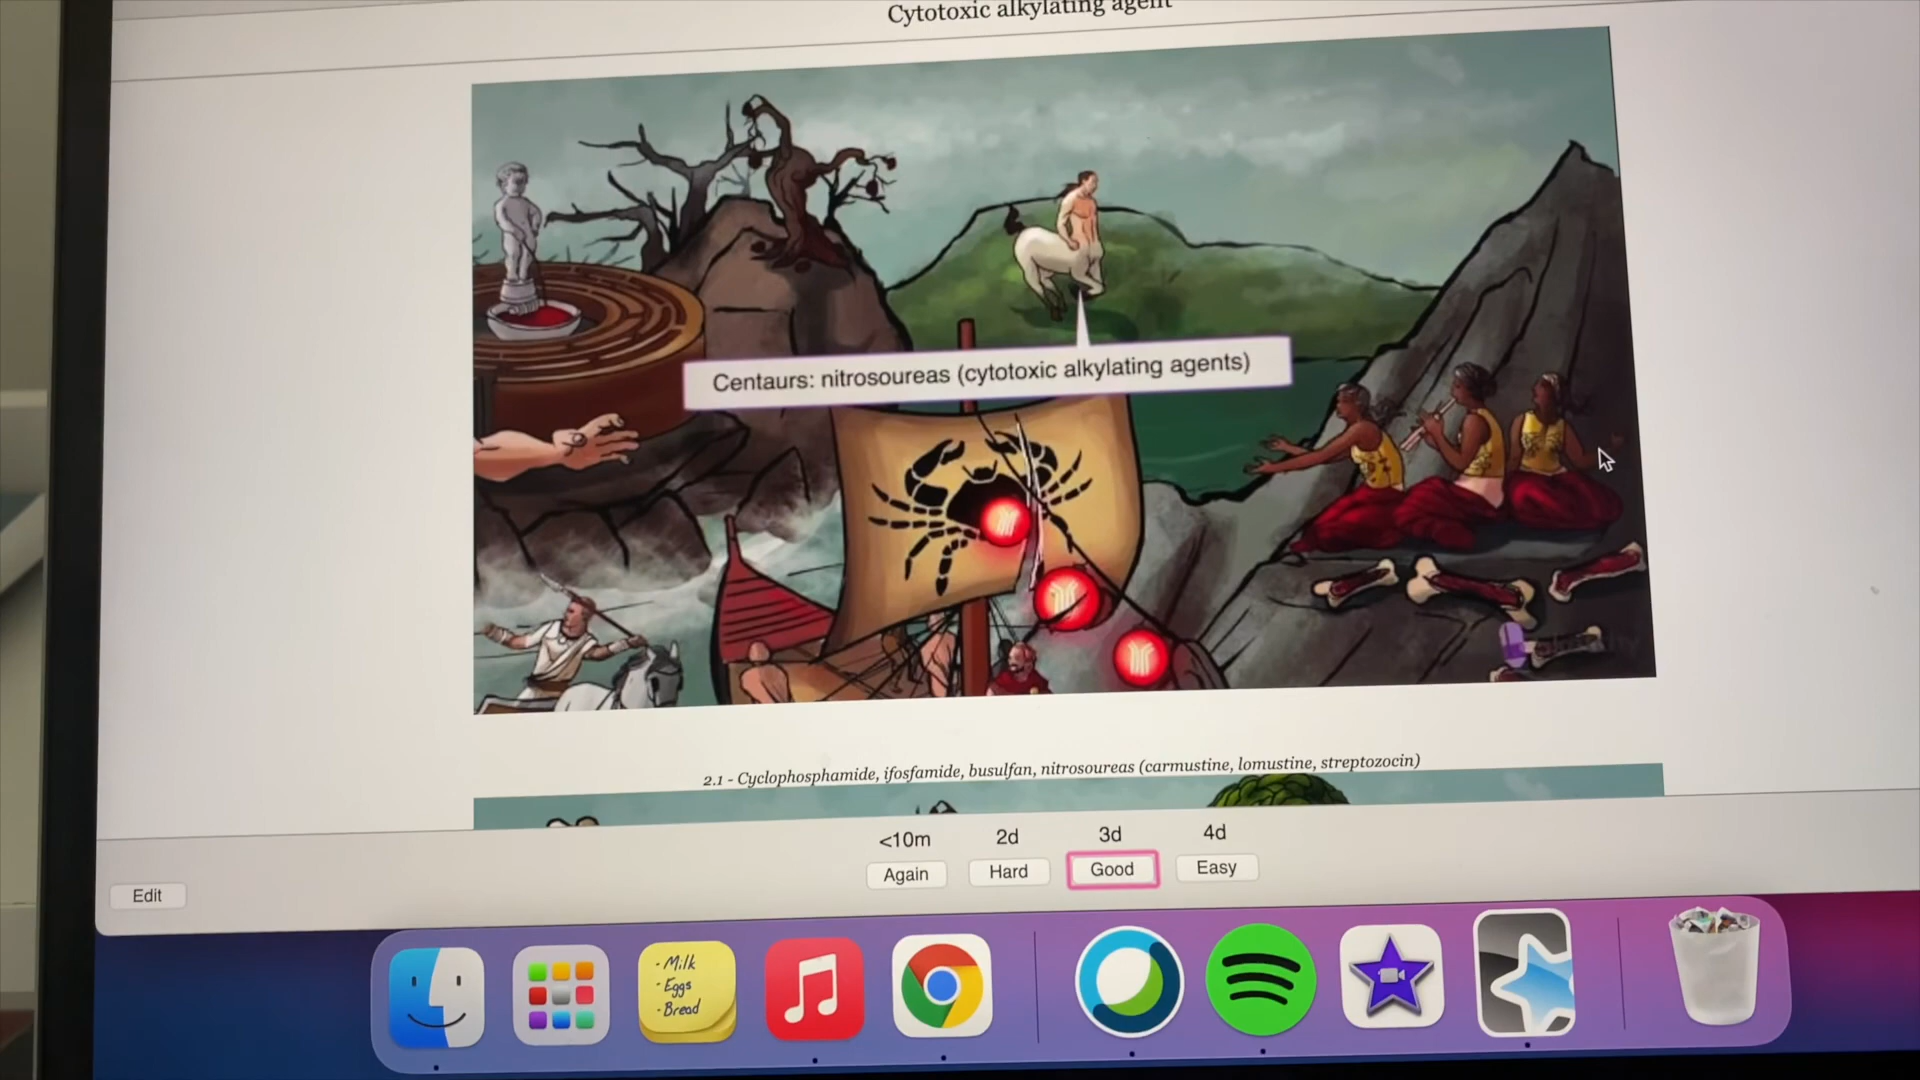 Cytotoxic alkylating agent
Centaurs: nitrosoureas (cytotoxic alkylating agents)
2.1 - Cyclophosphamide, ifosfamide, busulfan, nitrosoureas (carmustine, lomustine, streptozocin)
<10m 2d 3d 4d
Edit Again Hard Good Easy
- Milk
- Eggs
- Bread